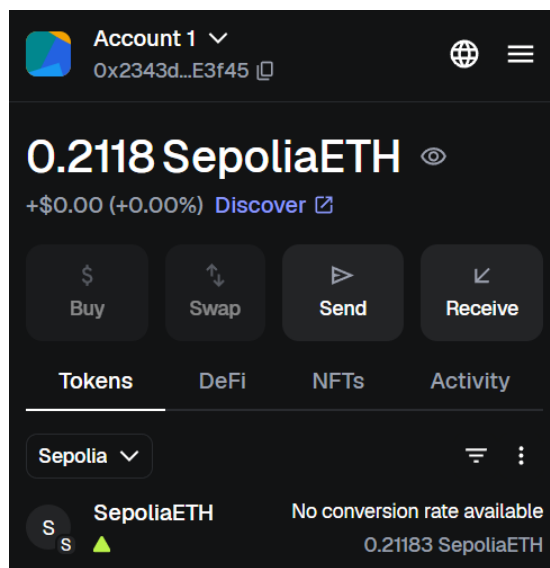 Account 1
0x2343d...E3f45
0.2118 SepoliaETH
+$0.00 (+0.00%) Discover
$
Buy
Swap
Send
Receive
Tokens
DeFi
NFTs
Activity
Sepolia
S
S
SepoliaETH
No conversion rate available
0.21183 SepoliaETH